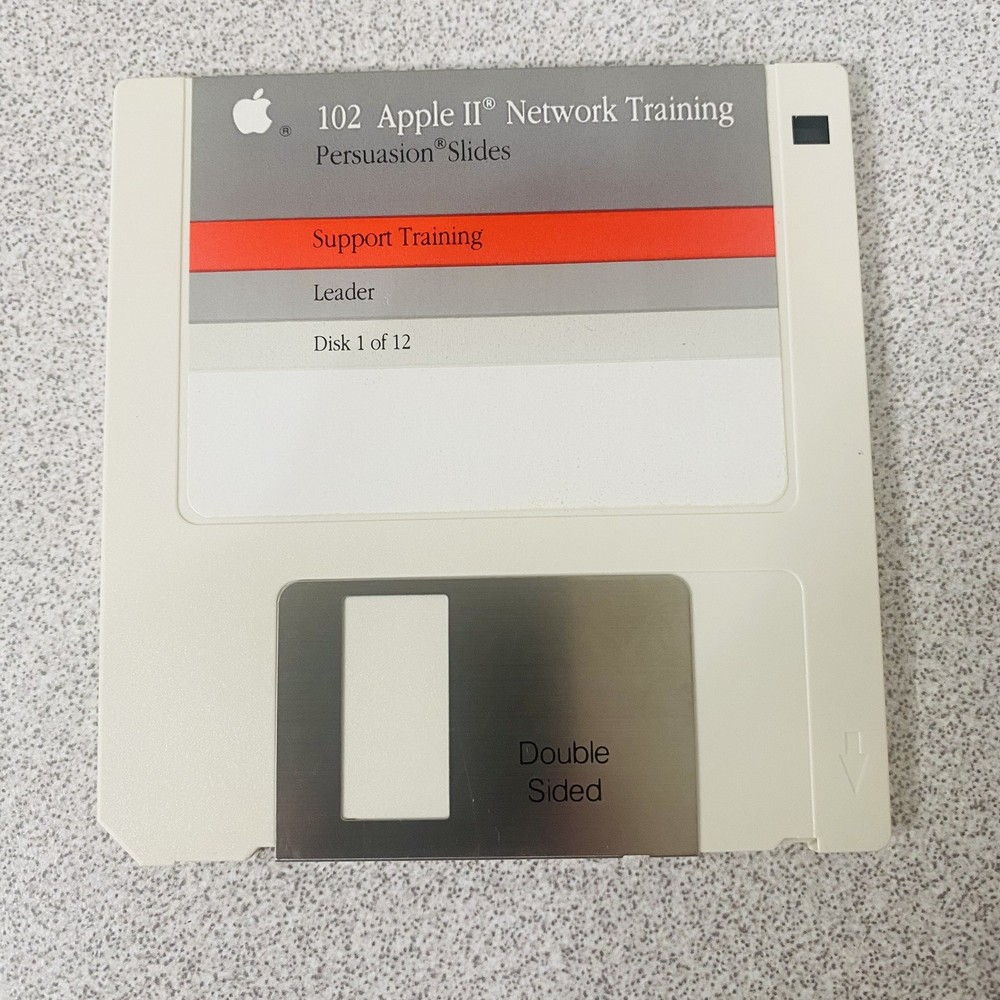 102 Apple II® Network Training
®
Persuasion® Slides
Support Training
Leader
Disk 1 of 12
Double
Sided